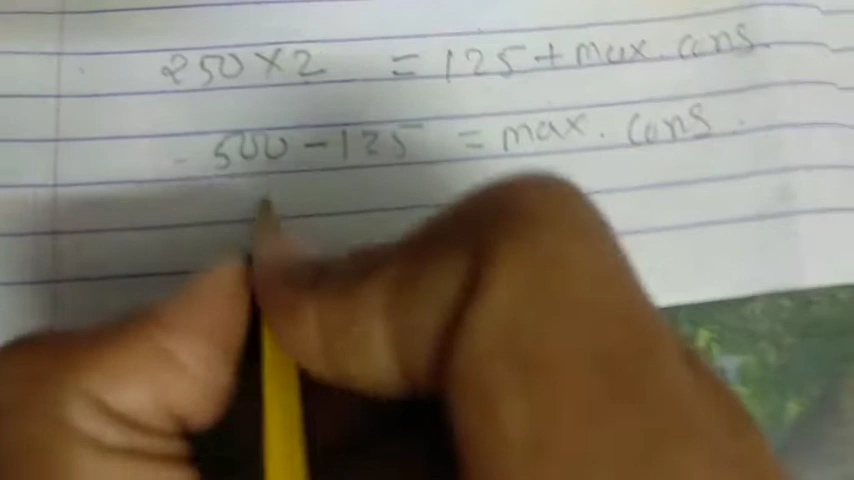 250×2 = 125+max.cons
500-125 = max. cons.